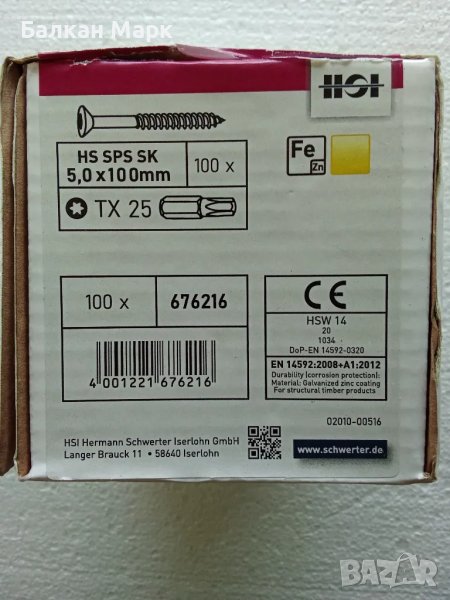 Балкан Марк
HSI
HS SPS SK
5,0 x 100mm
100 x
TX 25
Fe
Zn
100 x
676216
4 001221 676216
CE
HSW 14
20
1034
DoP-EN 14592-0320
EN 14592:2008+A1:2012
Durability (corrosion protection):
Material: Galvanized zinc coating
For structural timber products
02010-00516
HSI Hermann Schwerter Iserlohn GmbH
Langer Brauck 11 • 58640 Iserlohn
www.schwerter.de
BAZAR